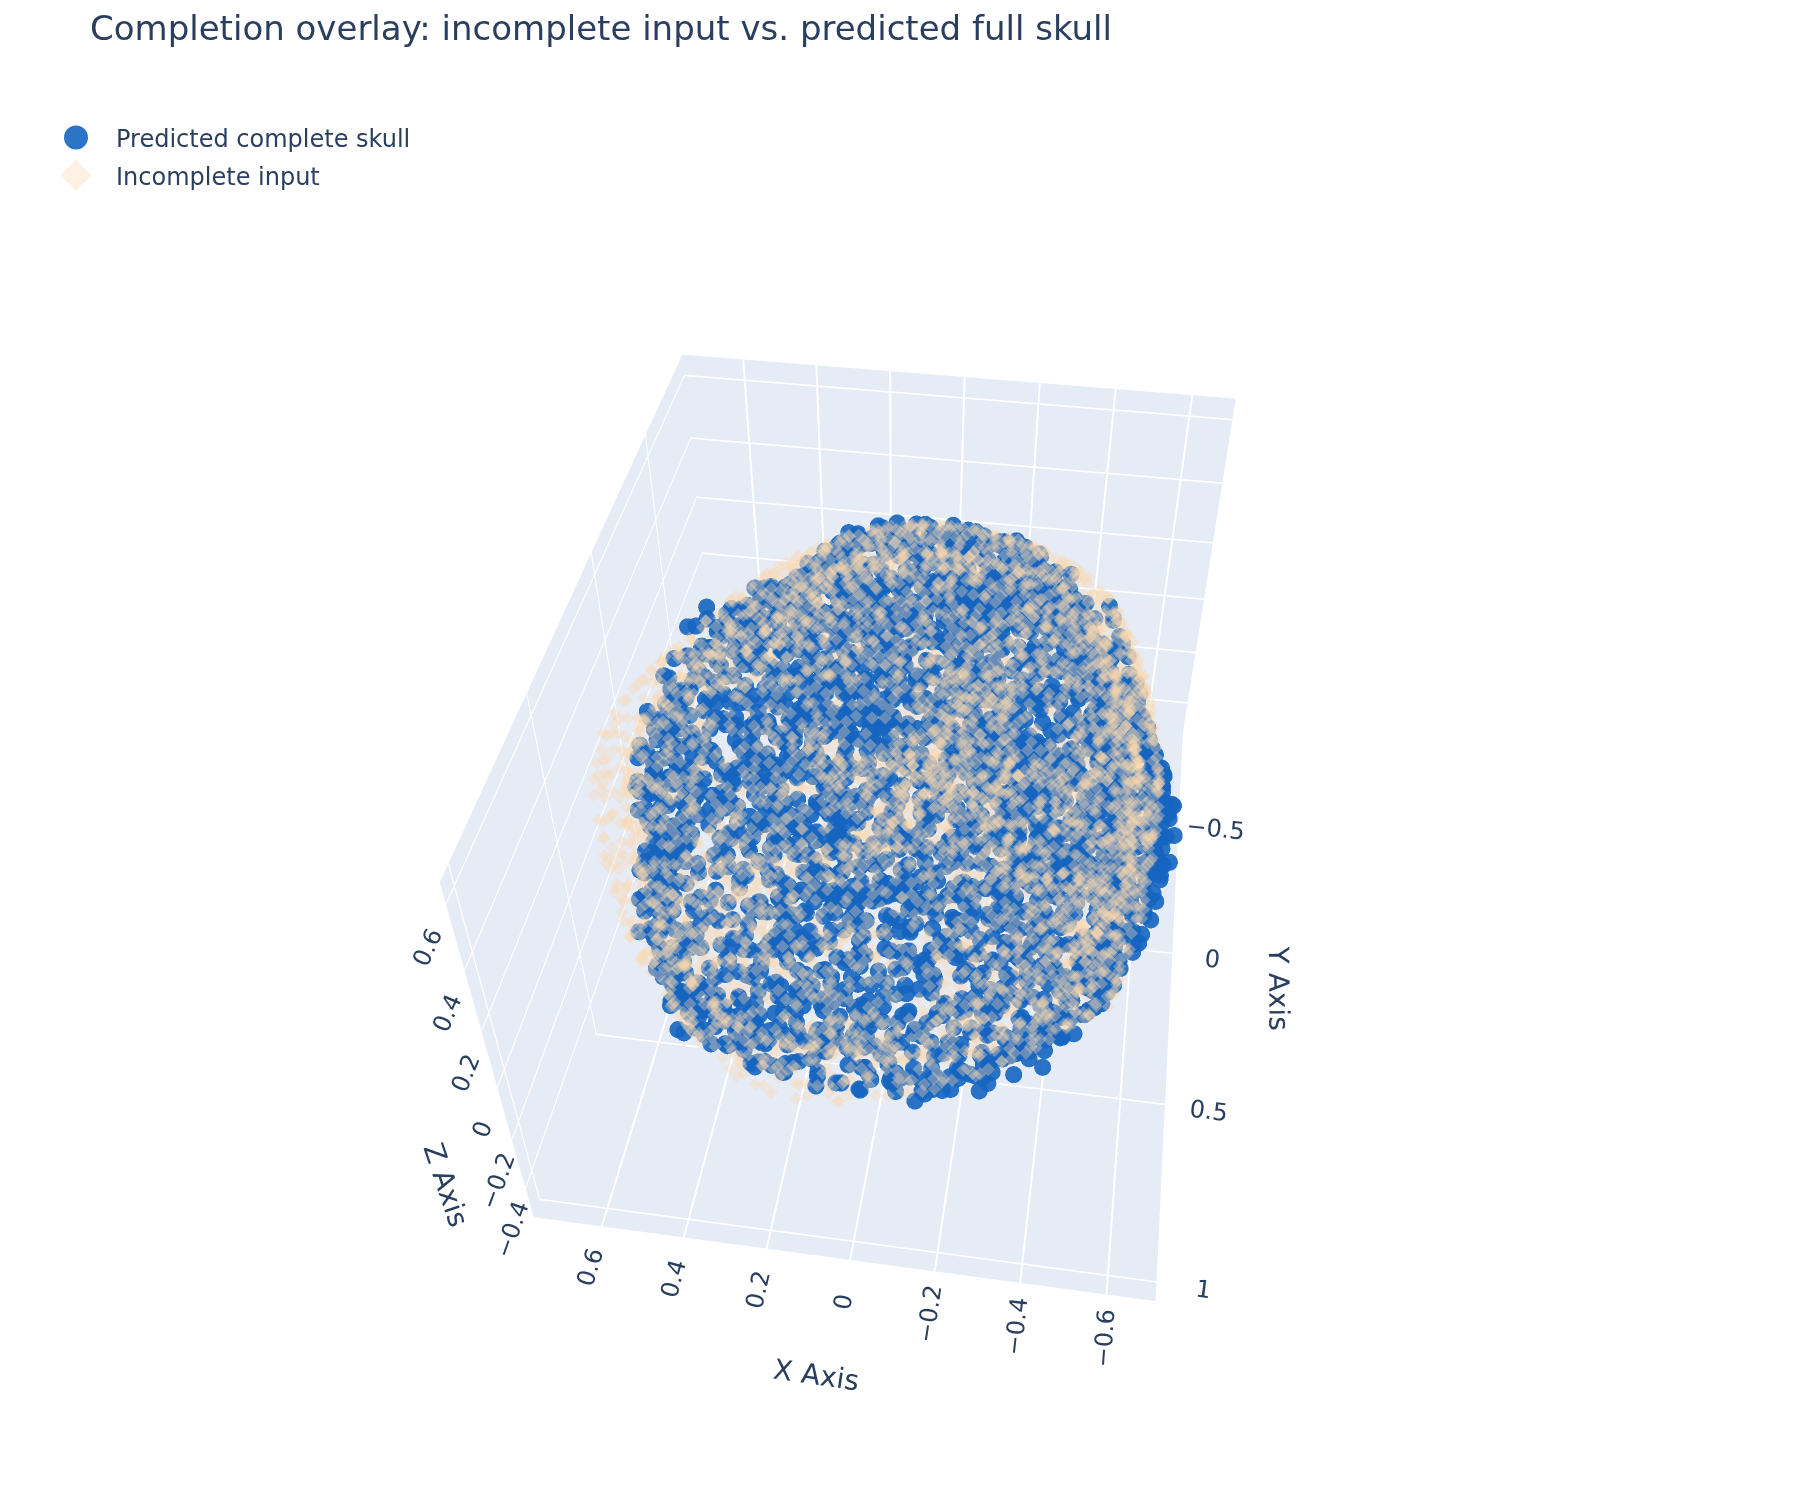 Completion overlay: incomplete input vs. predicted full skull
Predicted complete skull
Incomplete input
−0.5
0
0.5
1
Y Axis
0.6
0.4
0.2
0
−0.2
−0.4
Z Axis
0.6
0.4
0.2
0
−0.2
−0.4
−0.6
X Axis